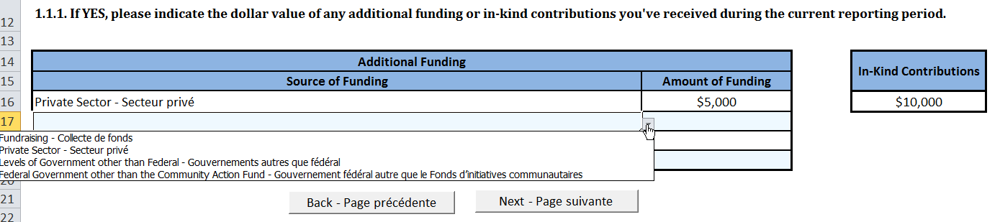 12 1.1.1. If YES, please indicate the dollar value of any additional funding or in-kind contributions you've received during the current reporting period.
13
14 Additional Funding
In-Kind Contributions
15 Source of Funding Amount of Funding
16 Private Sector - Secteur privé $5,000 $10,000
17
Fundraising - Collecte de fonds
Private Sector - Secteur privé
Levels of Government other than Federal - Gouvernements autres que fédéral
Federal Government other than the Community Action Fund - Gouvernement fédéral autre que le Fonds d'initiatives communautaires
20
21 Back - Page précédente Next - Page suivante
22